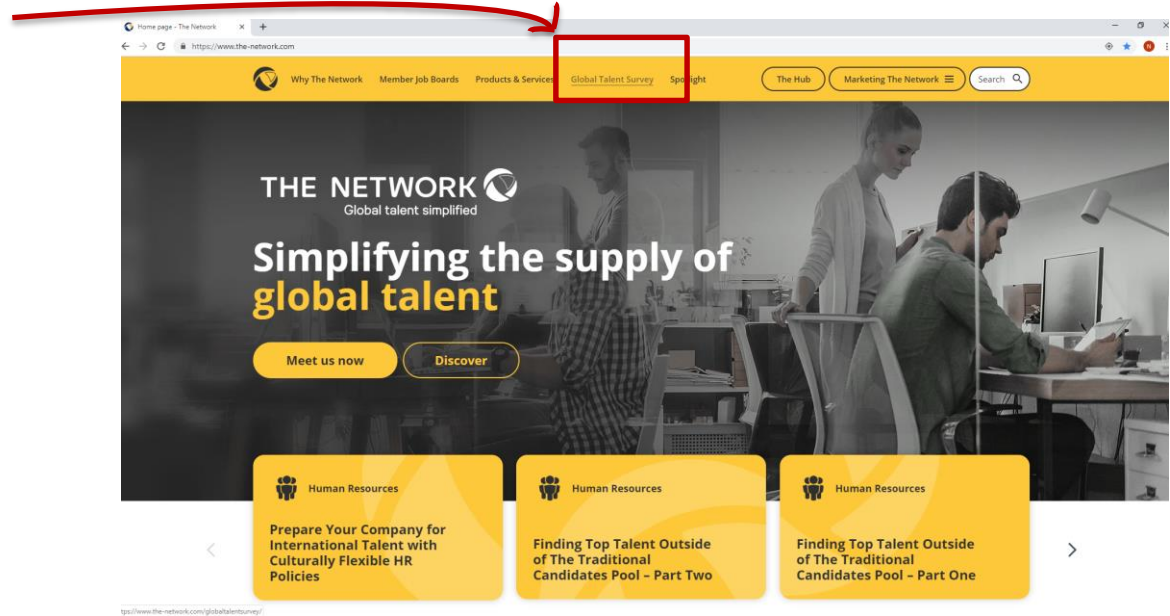 Home page - The Network
https://www.the-network.com
N
Why The Network Member Job Boards Products & Services Global Talent Survey Spotlight The Hub Marketing The Network Search
THE NETWORK
Global talent simplified
Simplifying the supply of
global talent
Meet us now Discover
Human Resources
Prepare Your Company for
International Talent with
Culturally Flexible HR
Policies
Human Resources
Finding Top Talent Outside
of The Traditional
Candidates Pool – Part Two
Human Resources
Finding Top Talent Outside
of The Traditional
Candidates Pool – Part One
tps://www.the-network.com/globaltalentsurvey/